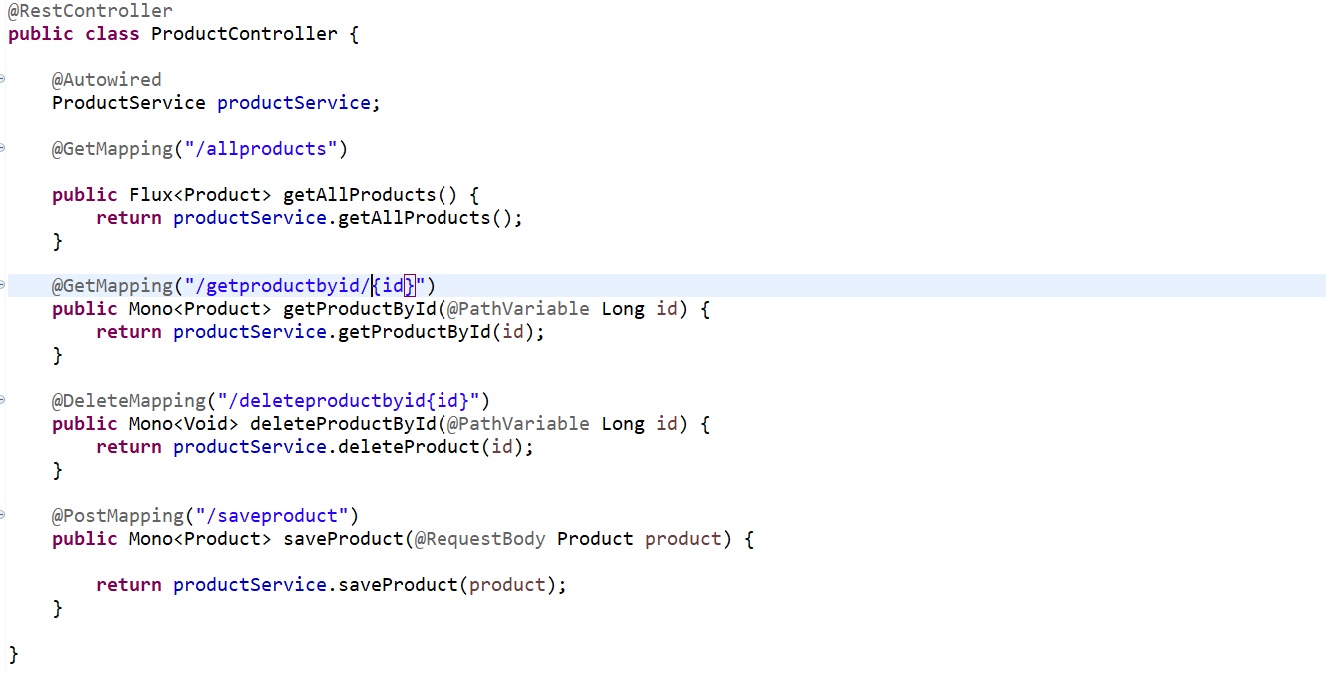 @RestController
public class ProductController {
@Autowired
ProductService productService;
@GetMapping("/allproducts")
public Flux<Product> getAllProducts() {
return productService.getAllProducts();
}
@GetMapping("/getproductbyid/{id}")
public Mono<Product> getProductById(@PathVariable Long id) {
return productService.getProductById(id);
}
@DeleteMapping("/deleteproductbyid{id}")
public Mono<Void> deleteProductById(@PathVariable Long id) {
return productService.deleteProduct(id);
}
@PostMapping("/saveproduct")
public Mono<Product> saveProduct(@RequestBody Product product) {
return productService.saveProduct(product);
}
}